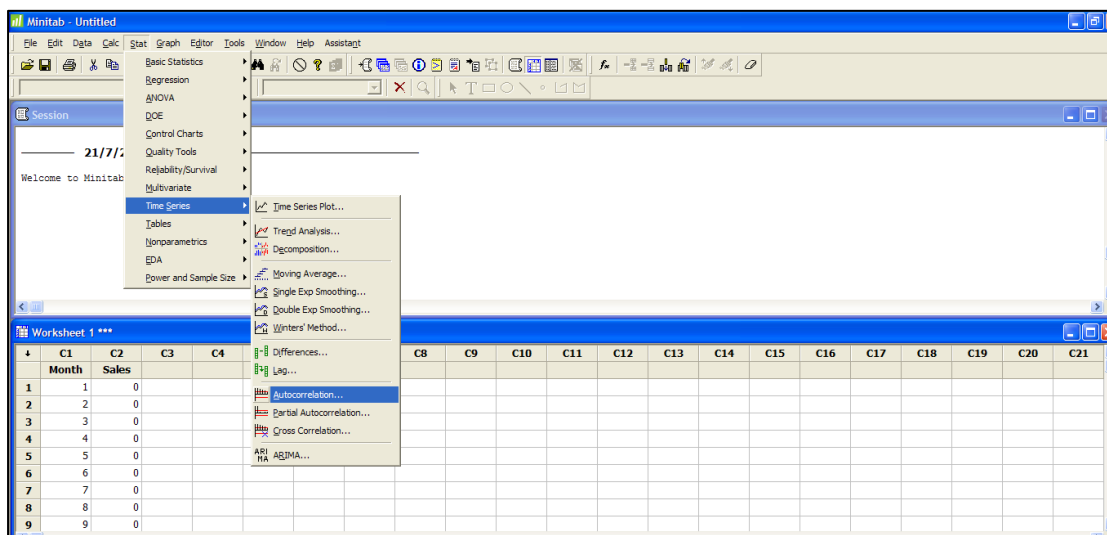 Minitab - Untitled
File Edit Data Calc Stat Graph Editor Tools Window Help Assistant
Session
21/7/2
Welcome to Minitab
Basic Statistics
Regression
ANOVA
DOE
Control Charts
Quality Tools
Reliability/Survival
Multivariate
Time Series
Tables
Nonparametrics
EDA
Power and Sample Size
Time Series Plot...
Trend Analysis...
Decomposition...
Moving Average...
Single Exp Smoothing...
Double Exp Smoothing...
Winters' Method...
Differences...
Lag...
Autocorrelation...
Partial Autocorrelation...
Cross Correlation...
ARIMA ARIMA...
Worksheet 1 ***
C1 C2 C3 C4 C8 C9 C10 C11 C12 C13 C14 C15 C16 C17 C18 C19 C20 C21
Month Sales
1 1 0
2 2 0
3 3 0
4 4 0
5 5 0
6 6 0
7 7 0
8 8 0
9 9 0